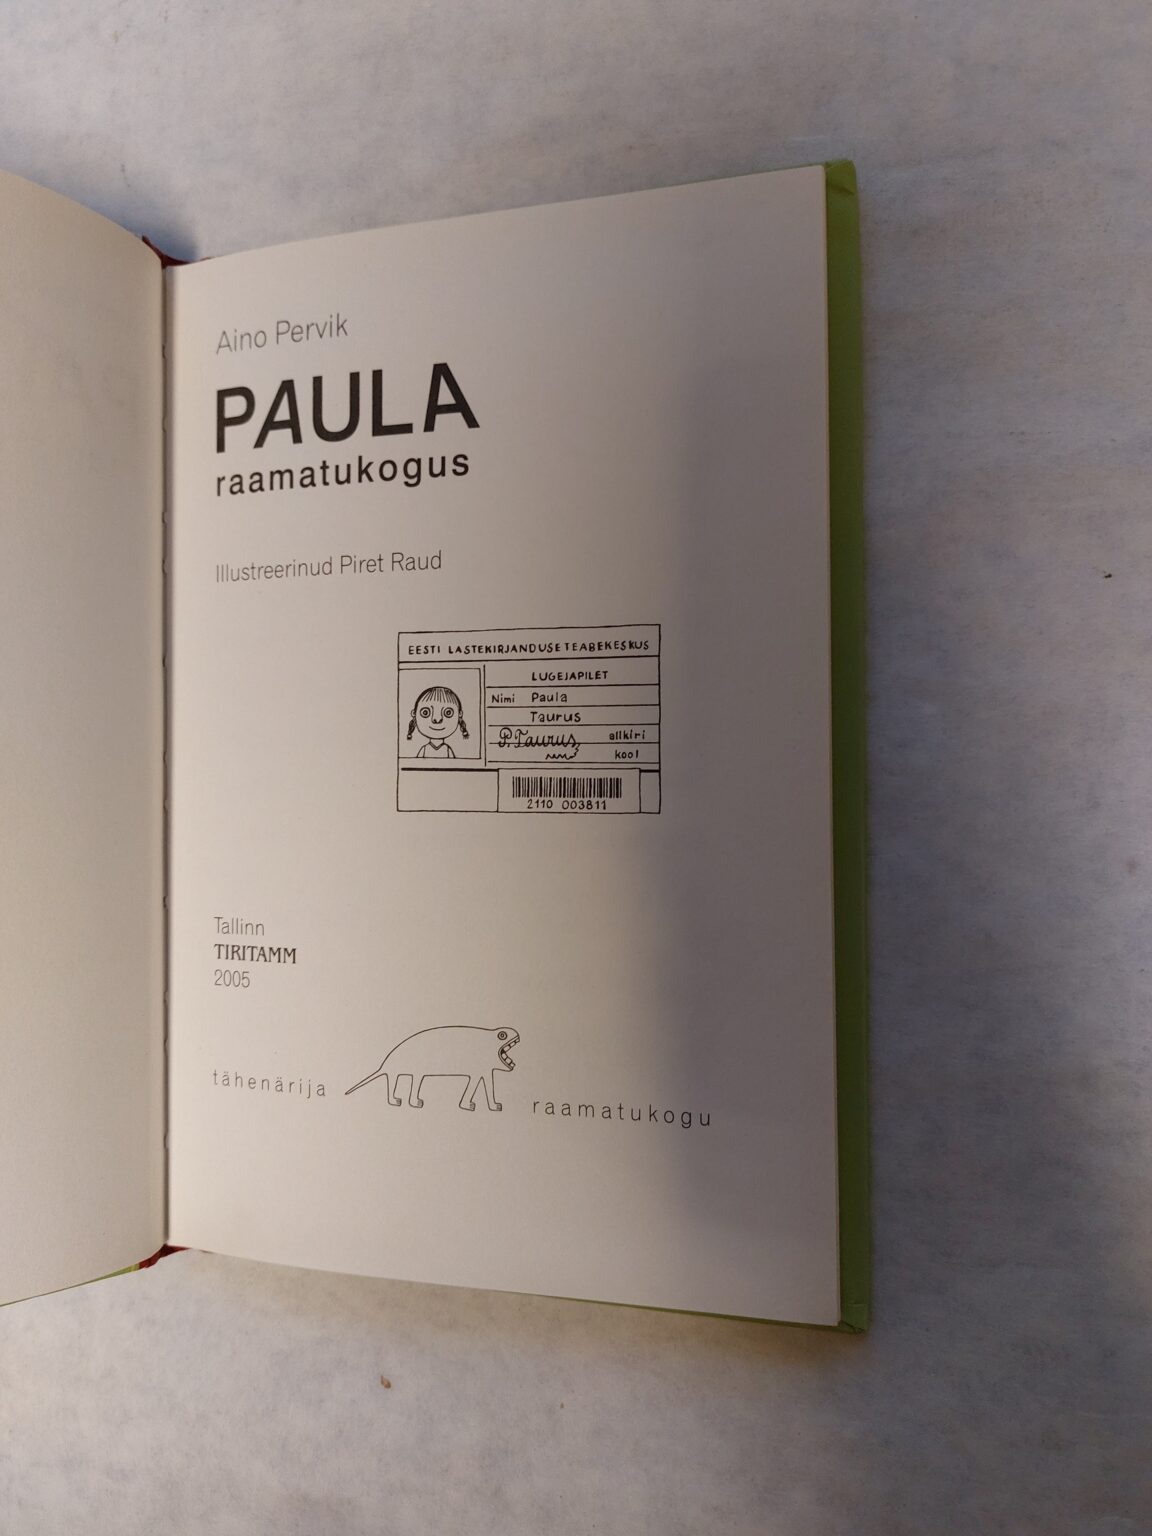 Aino Pervik
PAULA
raamatukogus
Illustreerinud Piret Raud
EESTI LASTEKIRJANDUSE TEABEKESKUS
LUGEJAPILET
Nimi Paula
Taurus
P. Taurus allkiri
kool
2110 003811
Tallinn
TIRITAMM
2005
tähenärija raamatukogu